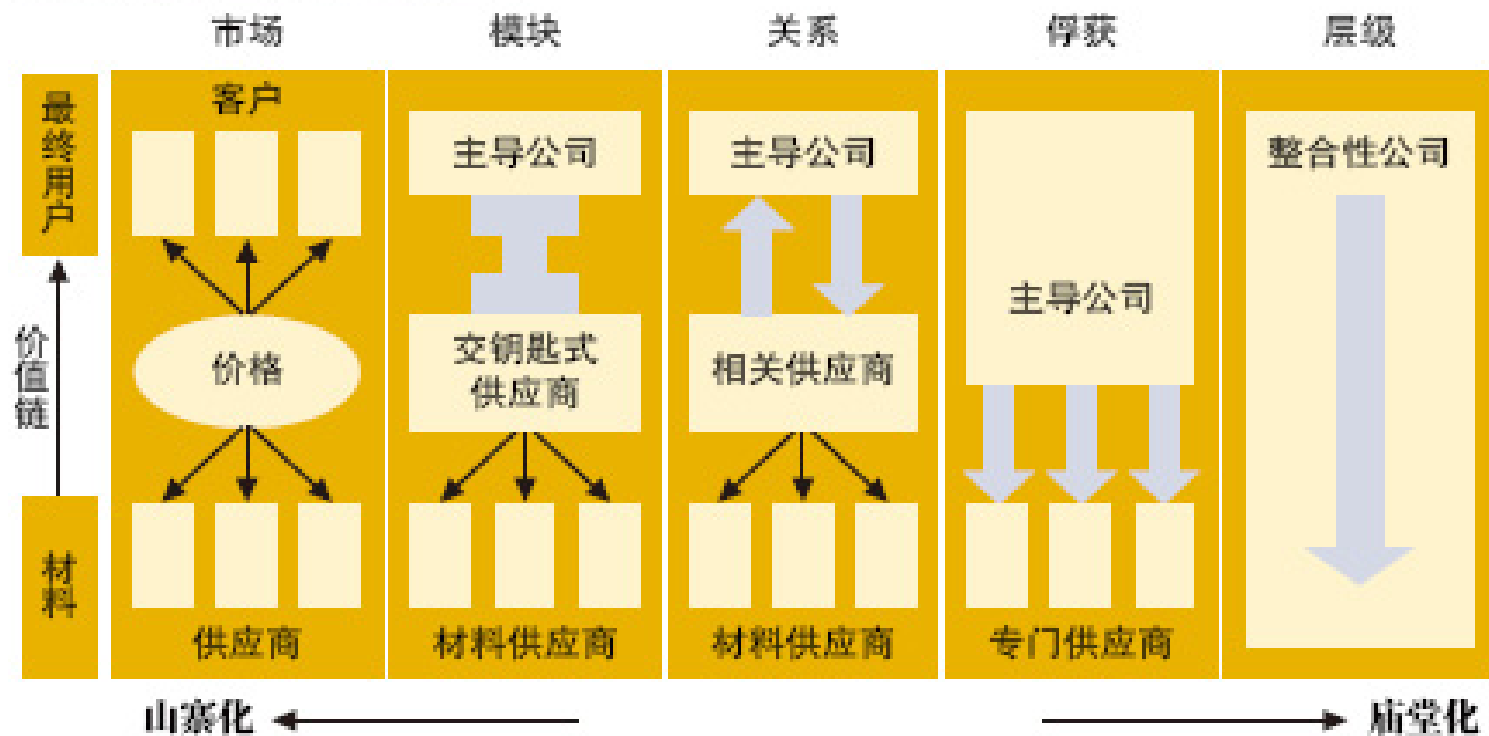 市场
模块
关系
俘获
层级
最终用户
价值链
材料
客户
价格
供应商
主导公司
交钥匙式
供应商
材料供应商
主导公司
相关供应商
材料供应商
主导公司
专门供应商
整合性公司
山寨化
庙堂化